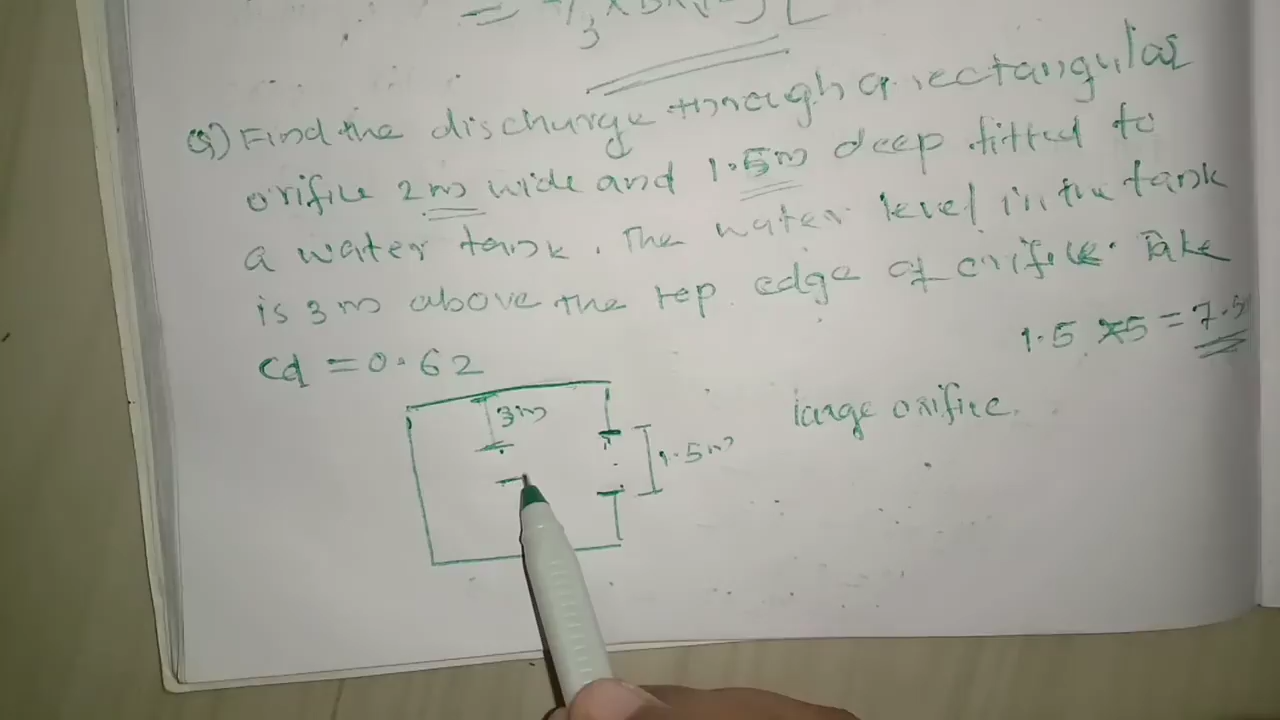 Q) Find the discharge through a rectangular
orifice 2m wide and 1.5m deep fitted to
a water tank. The water level in the tank
is 3m above the top edge of orifice. Take
1.5 x5 = 7.5
cd = 0.62
3m
large orifice.
1.5m